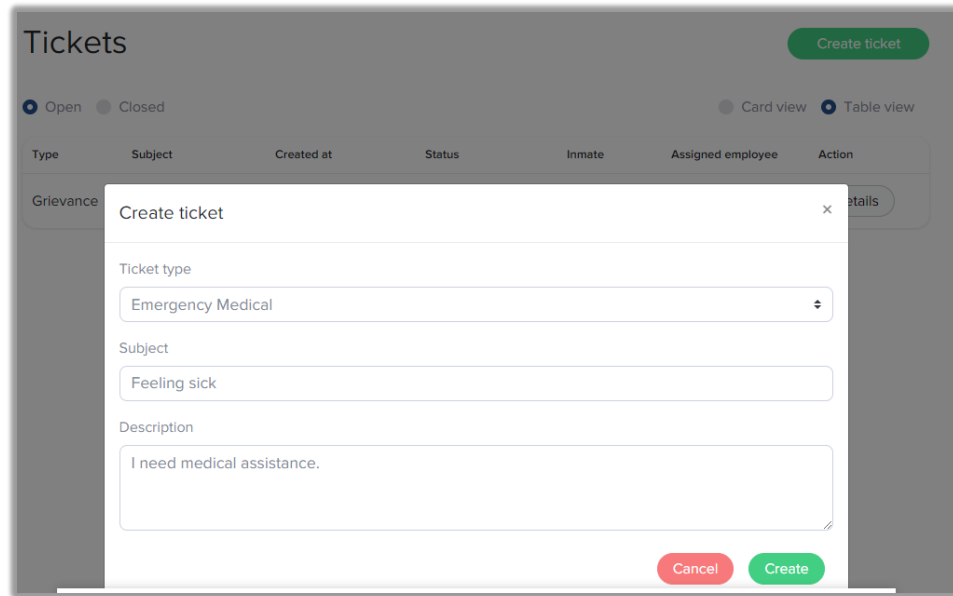 Tickets
Create ticket
Open Closed Card view Table view
Type Subject Created at Status Inmate Assigned employee Action
Grievance etails
Create ticket ×
Ticket type
Emergency Medical
Subject
Feeling sick
Description
I need medical assistance.
Cancel Create